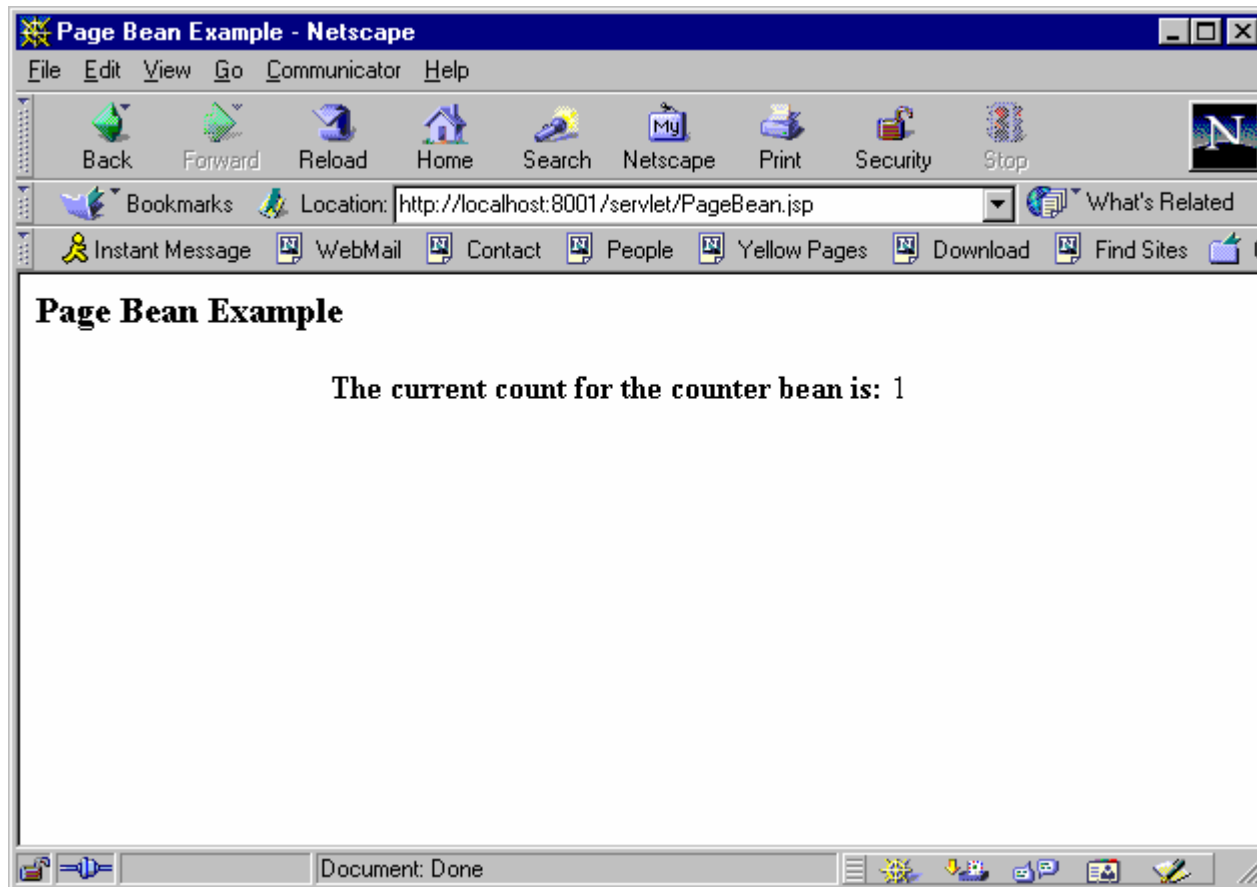 Page Bean Example - Netscape
File Edit View Go Communicator Help
N
My
Back Forward Reload Home Search Netscape Print Security Stop
Bookmarks Location: http://localhost:8001/servlet/PageBean.jsp What's Related
Instant Message WebMail Contact People Yellow Pages Download Find Sites
Page Bean Example
The current count for the counter bean is: 1
Document: Done